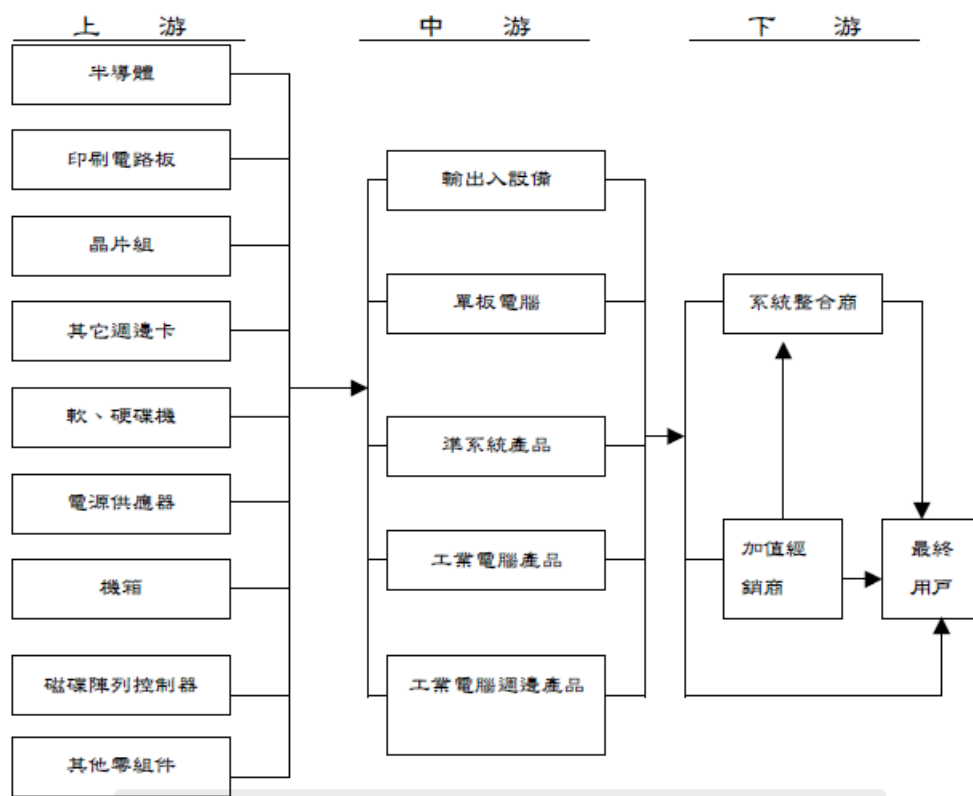 上 游
中 游
下 游
半導體
印刷電路板
晶片組
其它週邊卡
軟、硬碟機
電源供應器
機箱
磁碟陣列控制器
其他零組件
輸出入設備
單板電腦
準系統產品
工業電腦產品
工業電腦週邊產品
系統整合商
加值經
銷商
最終
用戶